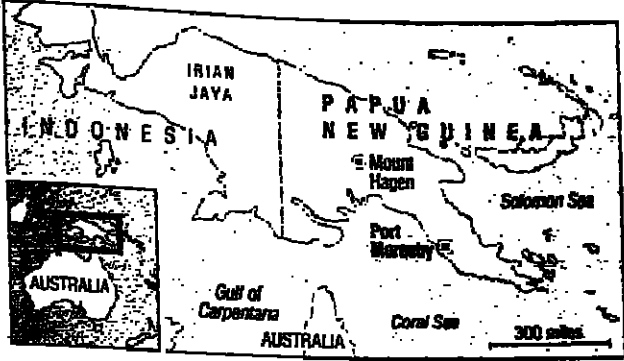 IRIAN
JAYA
PAPUA
NEW GUINEA
INDONESIA
Mount
Hagen
Solomon Sea
Port
Moresby
AUSTRALIA
Gulf of
Carpentaria
AUSTRALIA
Coral Sea
300 miles